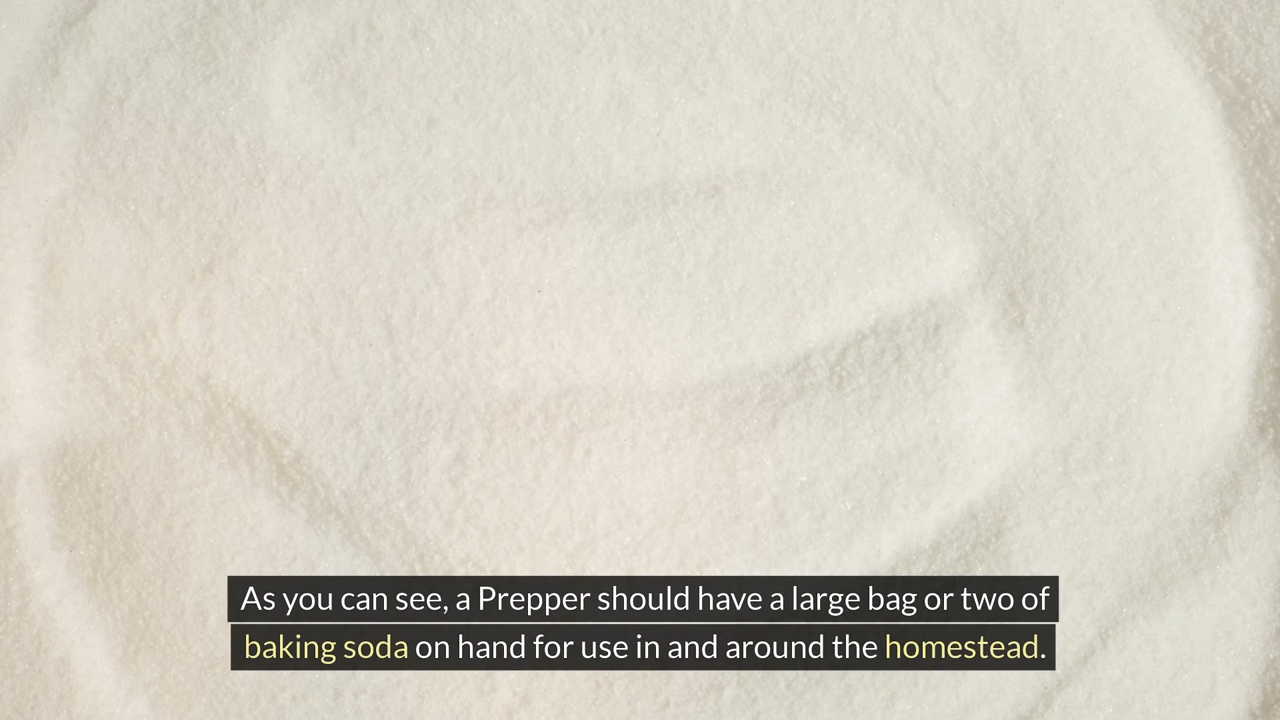 As you can see, a Prepper should have a large bag or two of
baking soda on hand for use in and around the homestead.